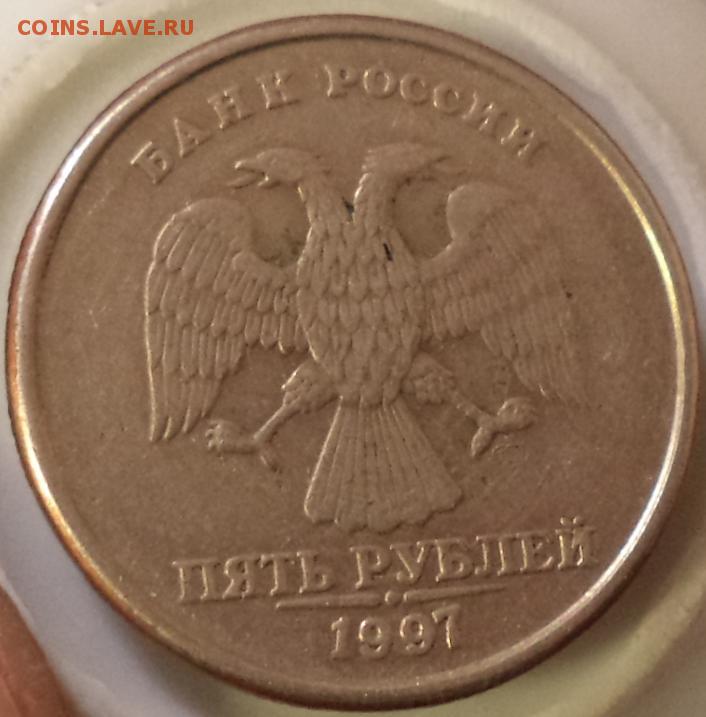 COINS.LAVE.RU
БАНК РОССИИ
ПЯТЬ РУБЛЕЙ
1997